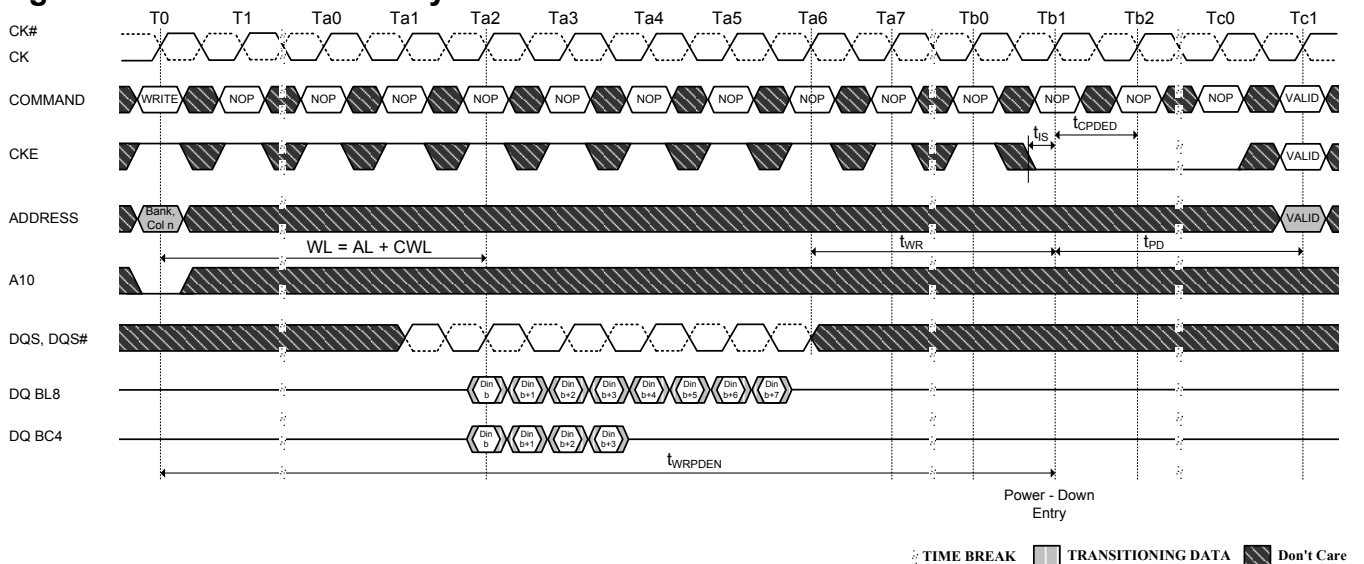 T0 T1 Ta0 Ta1 Ta2 Ta3 Ta4 Ta5 Ta6 Ta7 Tb0 Tb1 Tb2 Tc0 Tc1
CK#
CK
COMMAND WRITE NOP NOP NOP NOP NOP NOP NOP NOP NOP NOP NOP NOP NOP VALID
tIS tCPDED
CKE VALID
ADDRESS Bank, Col n VALID
WL = AL + CWL tWR tPD
A10
DQS, DQS#
DQ BL8 Din b Din b+1 Din b+2 Din b+3 Din b+4 Din b+5 Din b+6 Din b+7
DQ BC4 Din b Din b+1 Din b+2 Din b+3
tWRPDEN
Power - Down
Entry
TIME BREAK TRANSITIONING DATA Don't Care